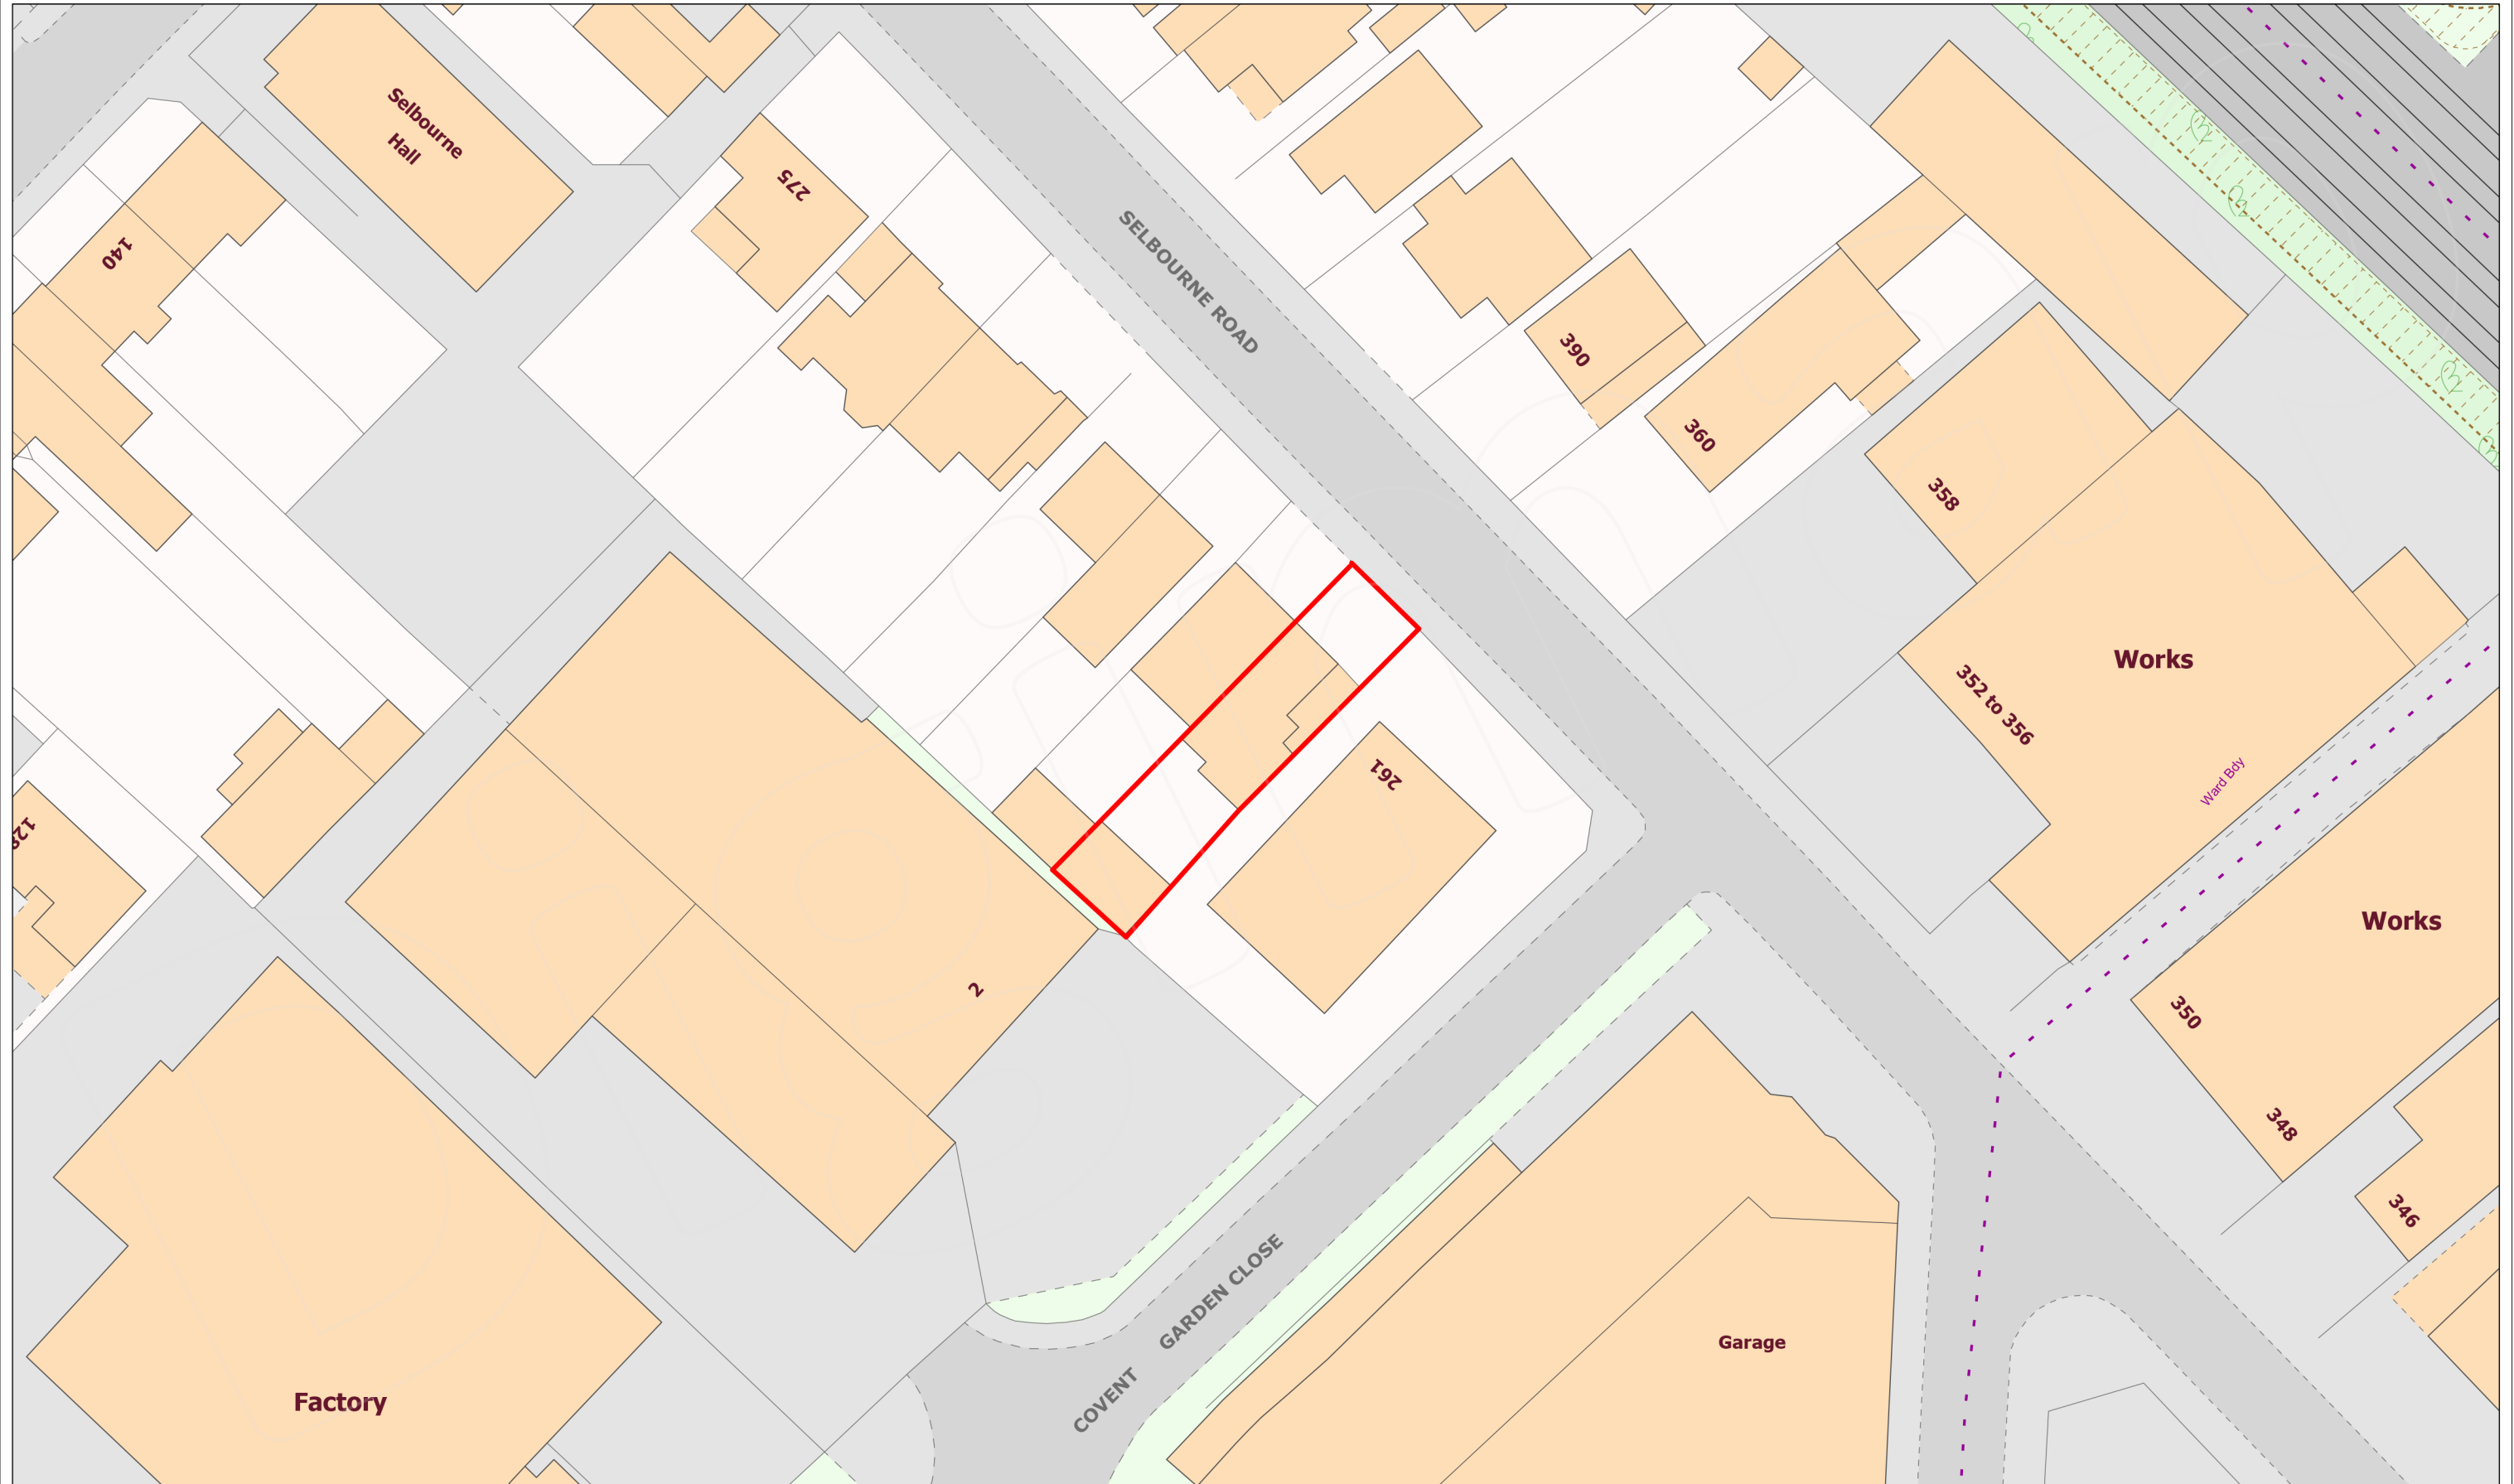 Selbourne
Hall
275
140
SELBOURNE ROAD
390
360
358
Works
352 to 356
Ward Bdy
261
Works
350
348
346
2
GARDEN CLOSE
COVENT
Garage
Factory